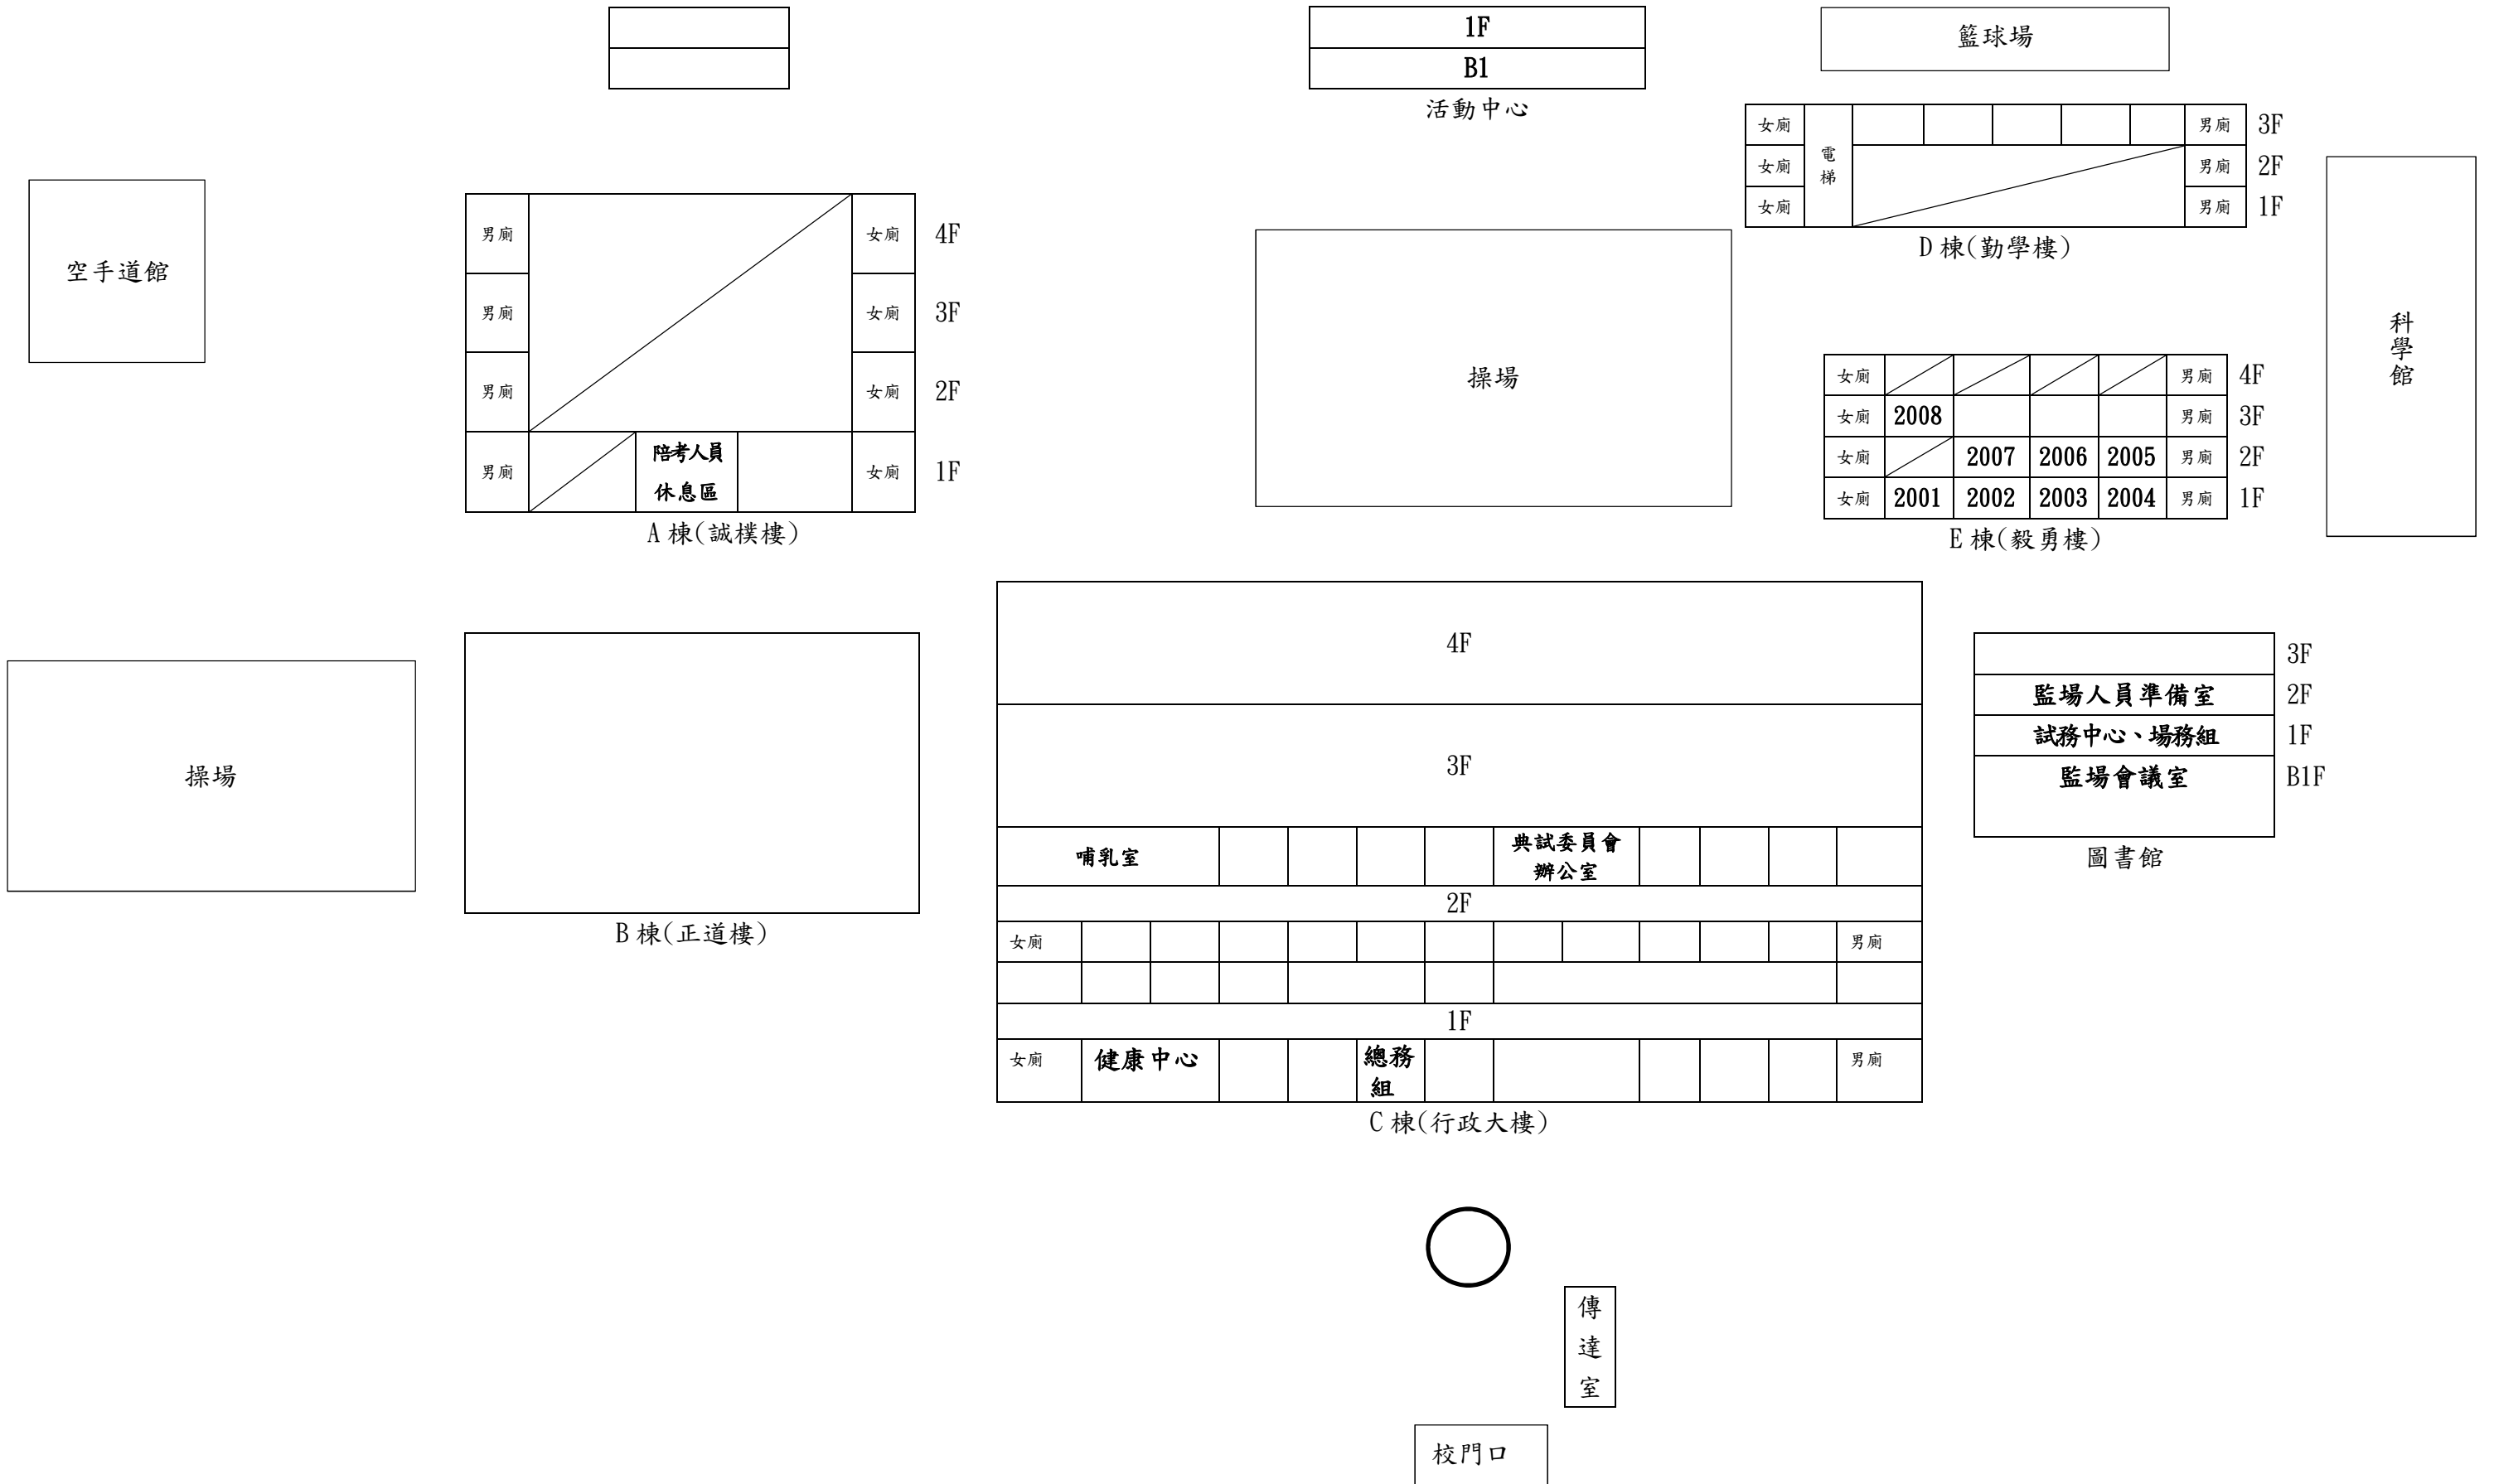 1F
B1
活動中心
籃球場
女廁 電梯 男廁 3F
女廁 男廁 2F
女廁 男廁 1F
D 棟(勤學樓)
空手道館
男廁 女廁 4F
男廁 女廁 3F
男廁 女廁 2F
男廁 陪考人員 女廁 1F
休息區
A 棟(誠樸樓)
操場
女廁 男廁 4F
女廁 2008 男廁 3F
女廁 2007 2006 2005 男廁 2F
女廁 2001 2002 2003 2004 男廁 1F
E 棟(毅勇樓)
科學館
操場
B 棟(正道樓)
4F
3F
哺乳室 典試委員會
辦公室
2F
女廁 男廁
1F
女廁 健康中心 總務 男廁
組
C 棟(行政大樓)
3F
監場人員準備室 2F
試務中心、場務組 1F
監場會議室 B1F
圖書館
傳
達
室
校門口